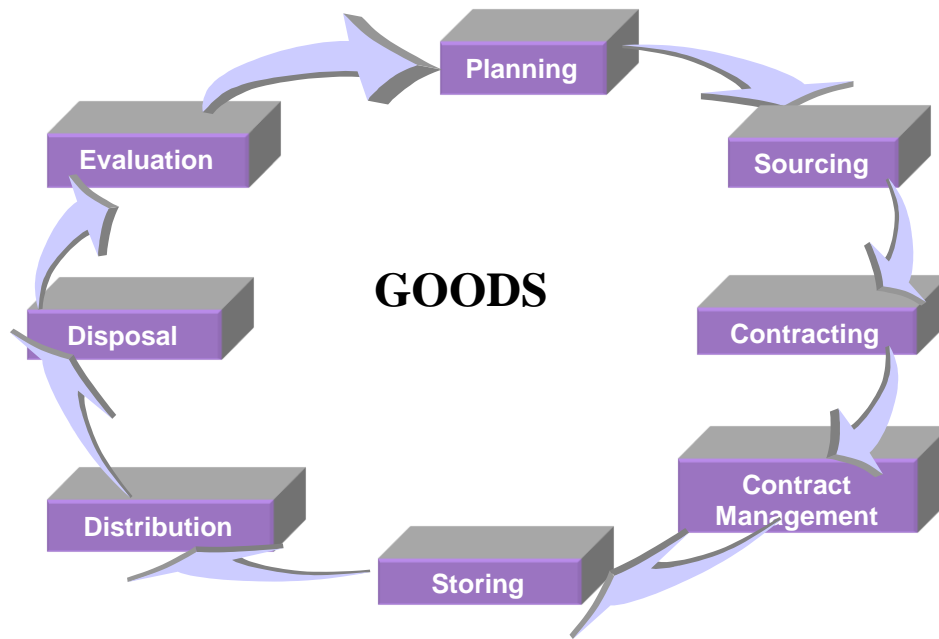 Planning
Sourcing
Contracting
Contract
Management
Storing
Distribution
Disposal
Evaluation
GOODS